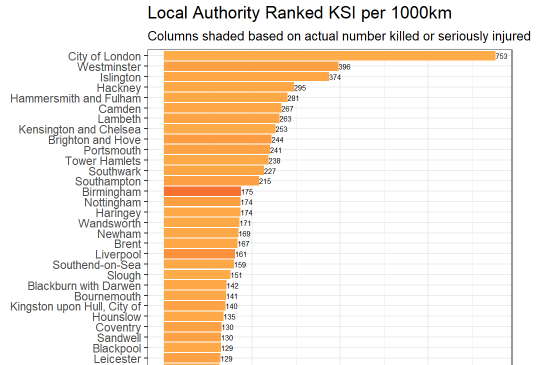 Local Authority Ranked KSI per 1000km
Columns shaded based on actual number killed or seriously injured
City of London 753
Westminster 396
Islington 374
Hackney 295
Hammersmith and Fulham 281
Camden 267
Lambeth 263
Kensington and Chelsea 253
Brighton and Hove 244
Portsmouth 241
Tower Hamlets 238
Southwark 227
Southampton 215
Birmingham 175
Nottingham 174
Haringey 174
Wandsworth 171
Newham 169
Brent 167
Liverpool 161
Southend-on-Sea 159
Slough 151
Blackburn with Darwen 142
Bournemouth 141
Kingston upon Hull, City of 140
Hounslow 135
Coventry 130
Sandwell 130
Blackpool 129
Leicester 129